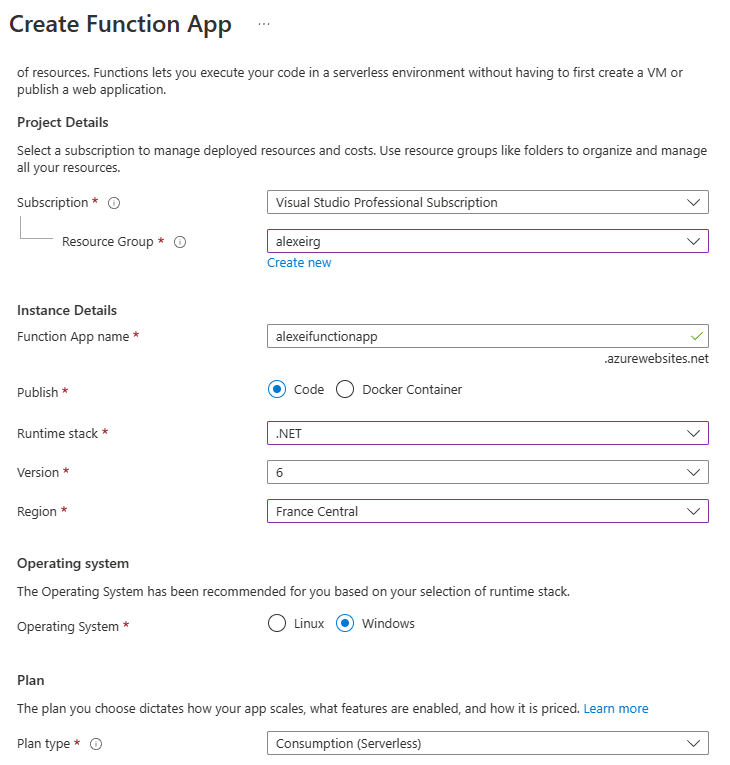 Create Function App ...
of resources. Functions lets you execute your code in a serverless environment without having to first create a VM or
publish a web application.
Project Details
Select a subscription to manage deployed resources and costs. Use resource groups like folders to organize and manage
all your resources.
Subscription * Visual Studio Professional Subscription
Resource Group * alexeirg
Create new
Instance Details
Function App name * alexeifunctionapp
.azurewebsites.net
Publish * Code Docker Container
Runtime stack * .NET
Version * 6
Region * France Central
Operating system
The Operating System has been recommended for you based on your selection of runtime stack.
Operating System * Linux Windows
Plan
The plan you choose dictates how your app scales, what features are enabled, and how it is priced. Learn more
Plan type * Consumption (Serverless)